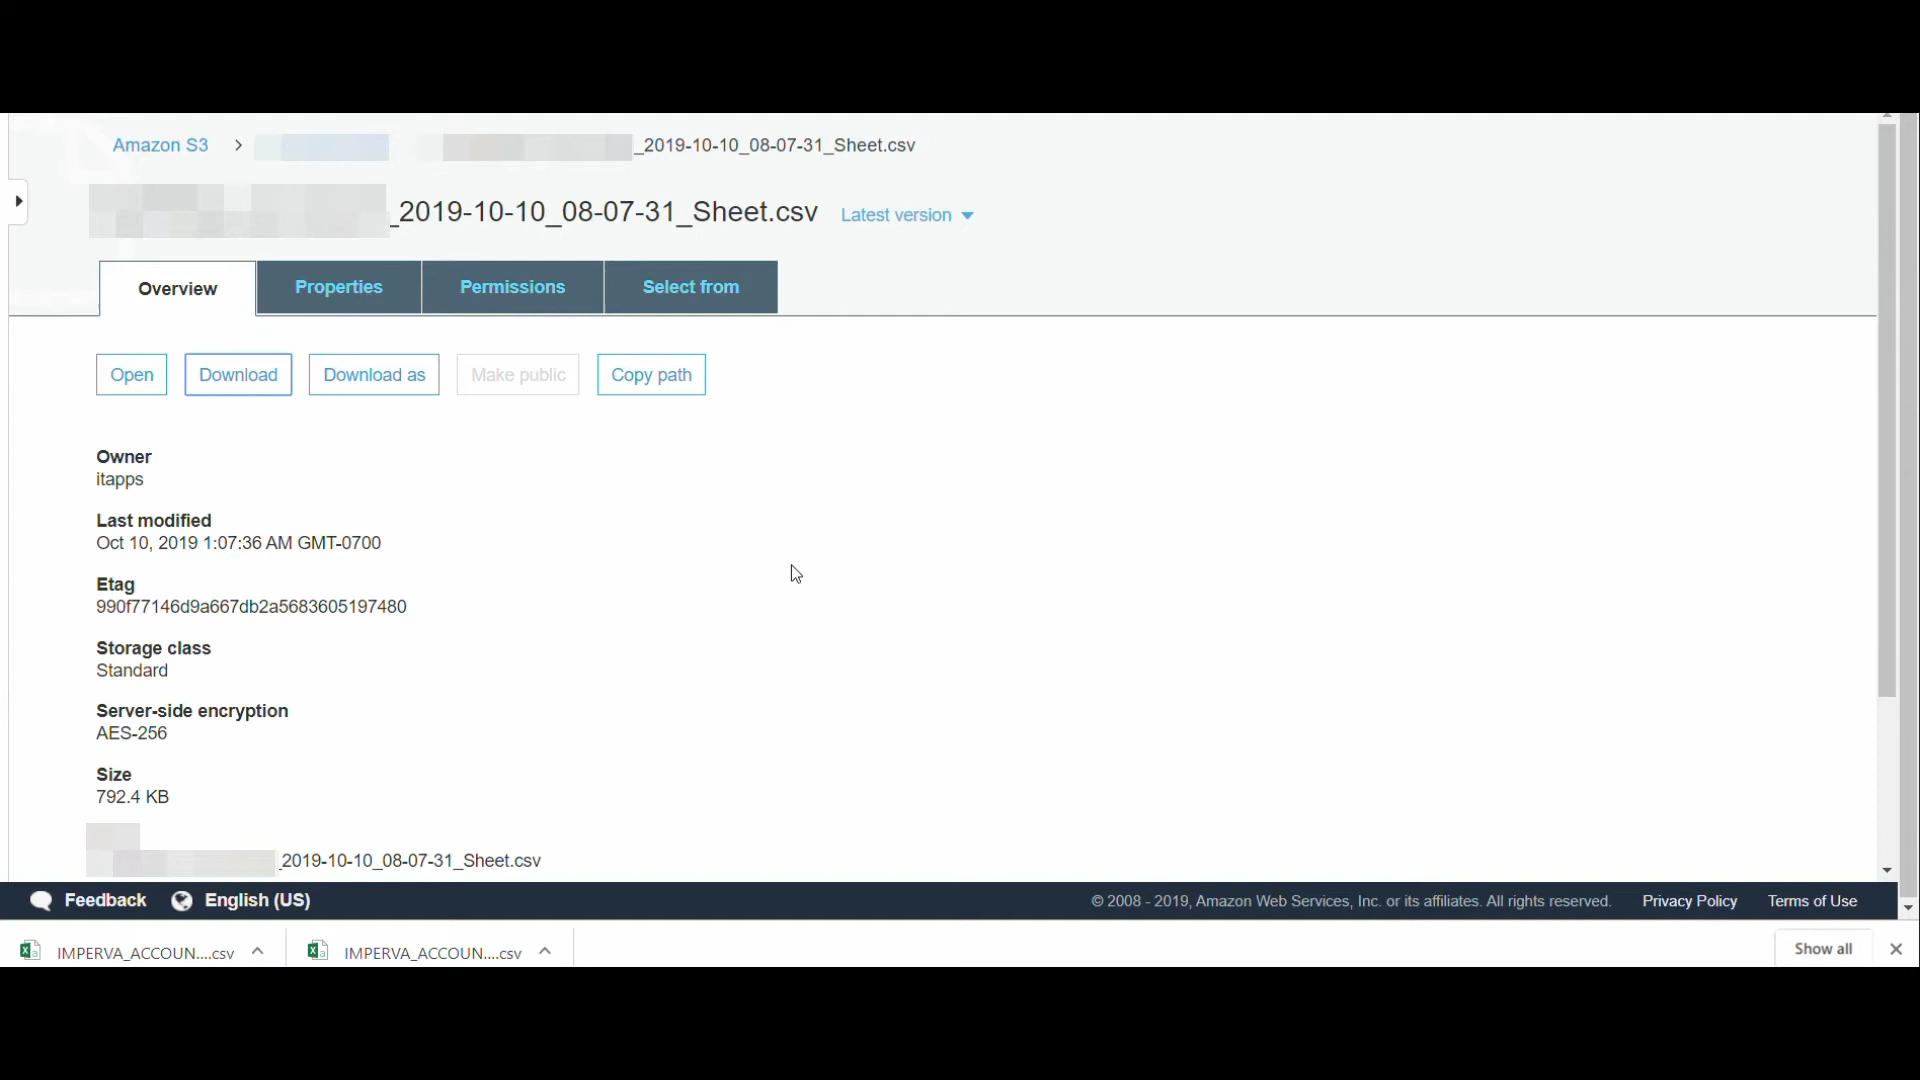 Amazon S3 > _2019-10-10_08-07-31_Sheet.csv
_2019-10-10_08-07-31_Sheet.csv Latest version
Overview Properties Permissions Select from
Open Download Download as Make public Copy path
Owner
itapps
Last modified
Oct 10, 2019 1:07:36 AM GMT-0700
Etag
990f77146d9a667db2a5683605197480
Storage class
Standard
Server-side encryption
AES-256
Size
792.4 KB
_2019-10-10_08-07-31_Sheet.csv
Feedback English (US) © 2008 - 2019, Amazon Web Services, Inc. or its affiliates. All rights reserved. Privacy Policy Terms of Use
IMPERVA_ACCOUN....csv IMPERVA_ACCOUN....csv Show all